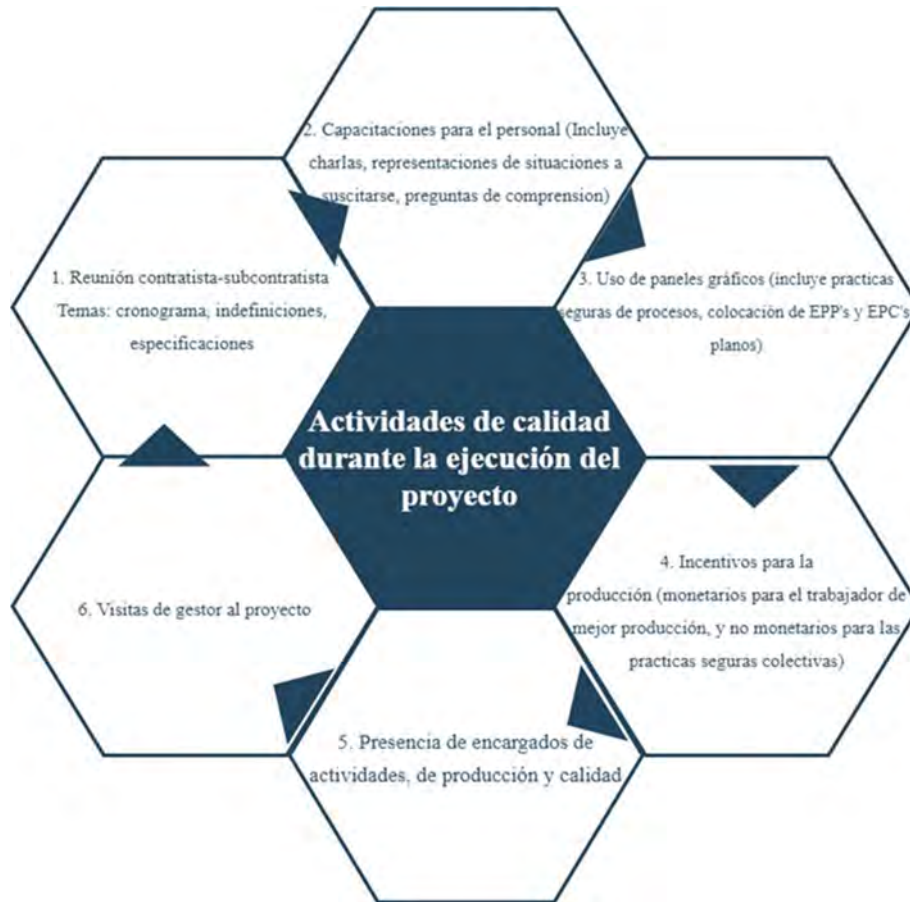 2. Capacitaciones para el personal (Incluye
charlas, representaciones de situaciones a
suscitarse, preguntas de comprension)
1. Reunión contratista-subcontratista
Temas: cronograma, indefiniciones,
especificaciones
3. Uso de paneles gráficos (incluye practicas
seguras de procesos, colocación de EPP's y EPC's
planos)
Actividades de calidad
durante la ejecución del
proyecto
4. Incentivos para la
producción (monetarios para el trabajador de
mejor producción, y no monetarios para las
practicas seguras colectivas)
6. Visitas de gestor al proyecto
5. Presencia de encargados de
actividades, de producción y calidad